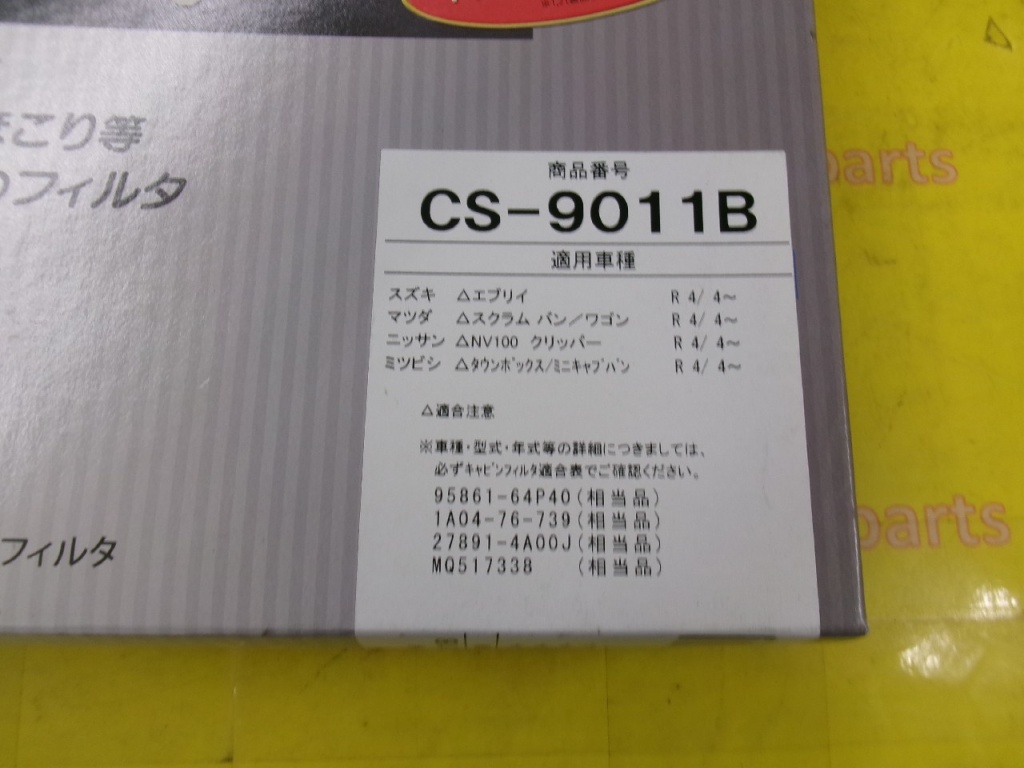 こり等
のフィルタ
フィルタ
商品番号
CS-9011B
適用車種
スズキ △エブリイ R 4/ 4~
マツダ △スクラム バン/ワゴン R 4/ 4~
ニッサン △NV100 クリッパー R 4/ 4~
ミツビシ △タウンボックス/ミニキャブバン R 4/ 4~
△適合注意
※車種・型式・年式等の詳細につきましては、
必ずキャビンフィルタ適合表でご確認ください。
95861-64P40(相当品)
1A04-76-739(相当品)
27891-4A00J(相当品)
MQ517338 (相当品)
parts
parts